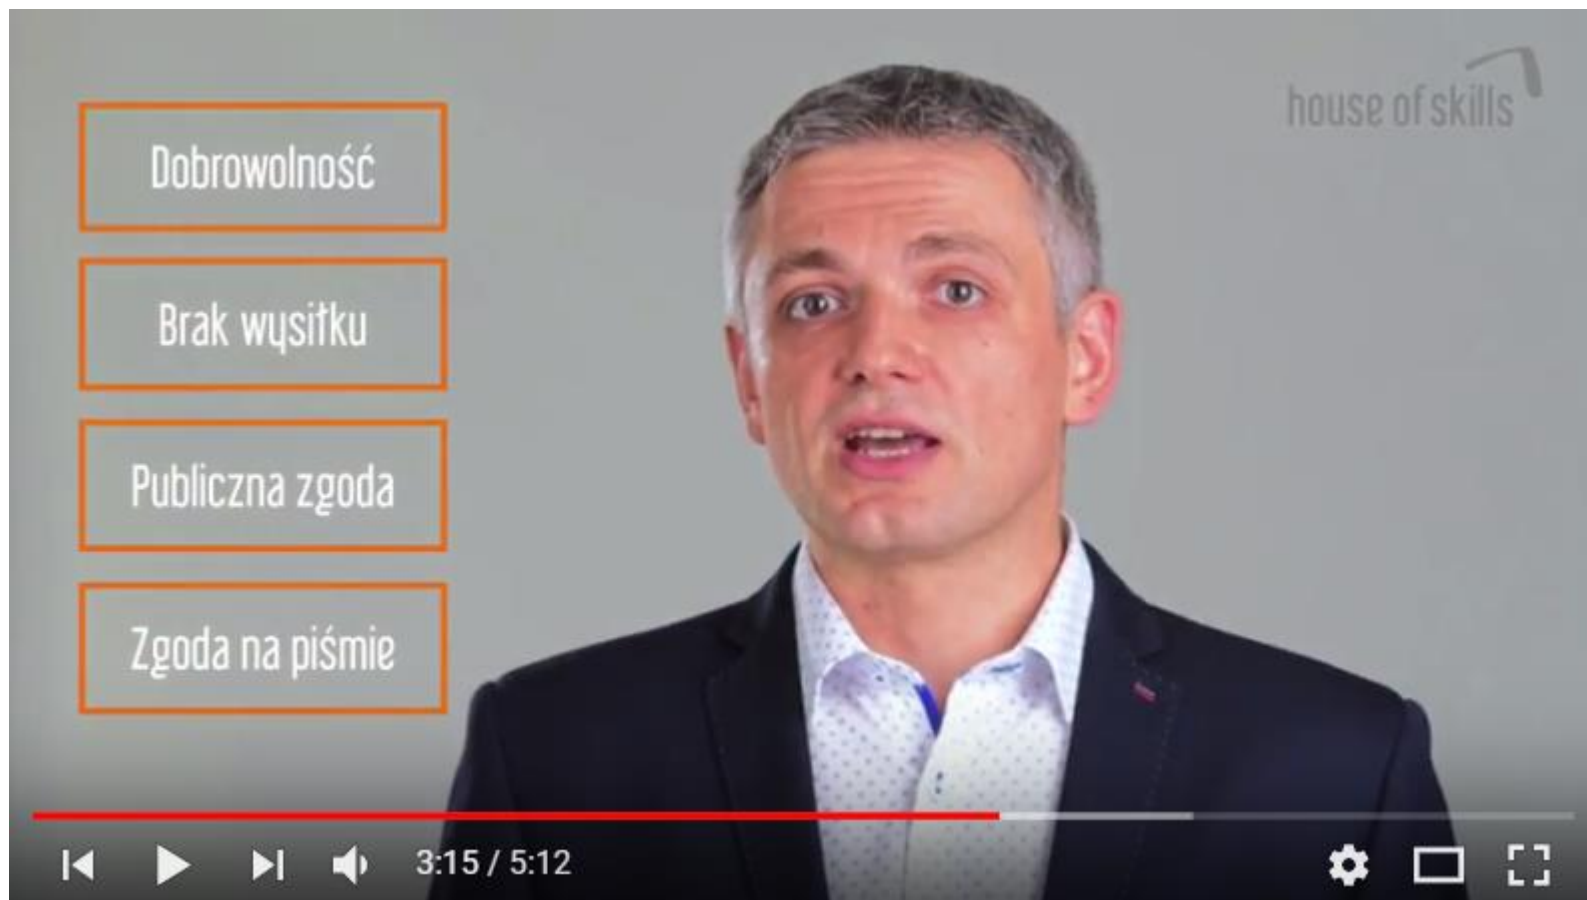 house of skills
Dobrowolność
Brak wysiłku
Publiczna zgoda
Zgoda na piśmie
3:15 / 5:12